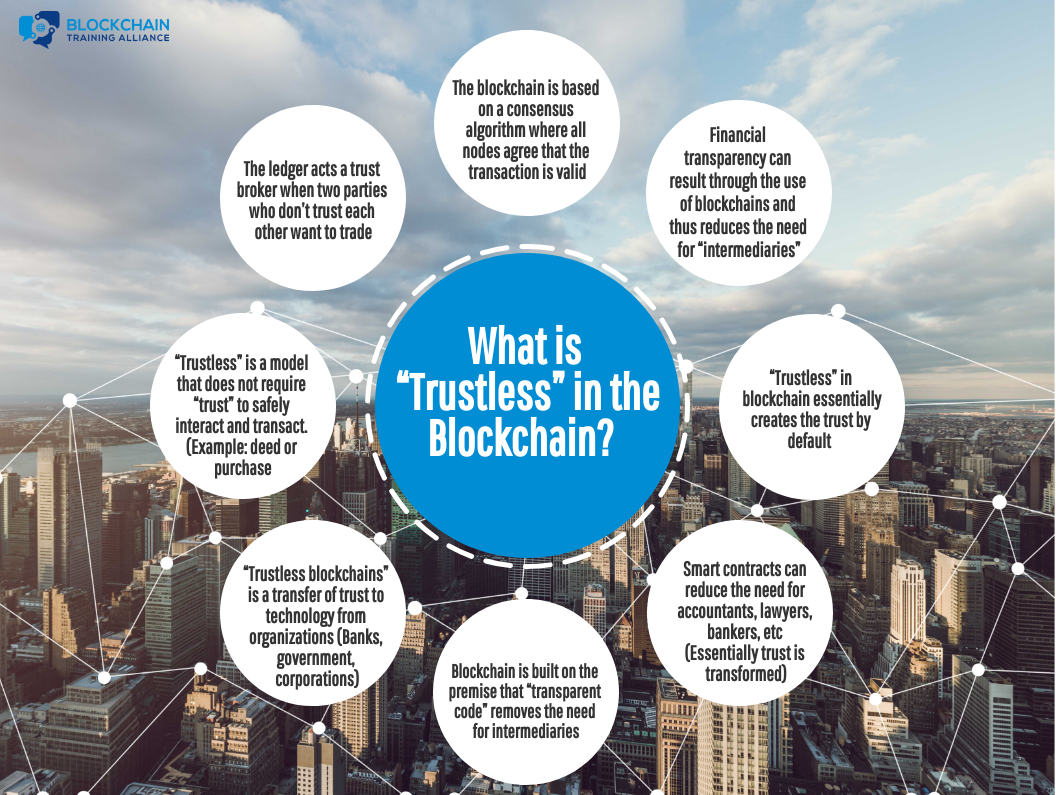 BLOCKCHAIN
TRAINING ALLIANCE
The blockchain is based
on a consensus
algorithm where all
nodes agree that the
transaction is valid
Financial
transparency can
result through the use
of blockchains and
thus reduces the need
for “intermediaries”
The ledger acts a trust
broker when two parties
who don’t trust each
other want to trade
What is
“Trustless” in the
Blockchain?
“Trustless” is a model
that does not require
“trust” to safely
interact and transact.
(Example: deed or
purchase
“Trustless” in
blockchain essentially
creates the trust by
default
“Trustless blockchains”
is a transfer of trust to
technology from
organizations (Banks,
government,
corporations)
Smart contracts can
reduce the need for
accountants, lawyers,
bankers, etc
(Essentially trust is
transformed)
Blockchain is built on the
premise that “transparent
code” removes the need
for intermediaries